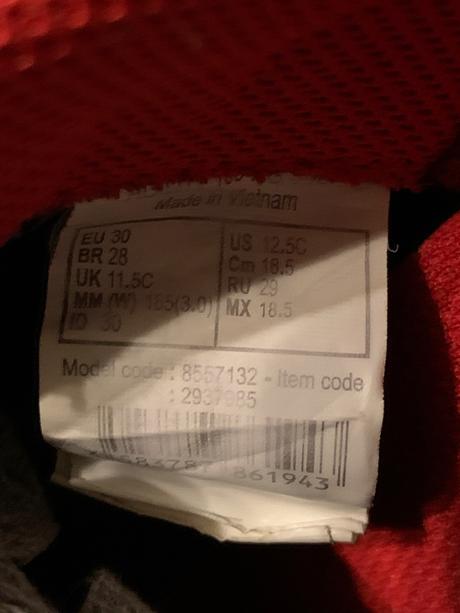 Made in Vietnam
EU 30
BR 28
UK 11.5C
MM (W) 185(3.0)
ID 30
US 12.5C
Cm 18.5
RU 29
MX 18.5
Model code : 8557132 - Item code
: 2937985
861943